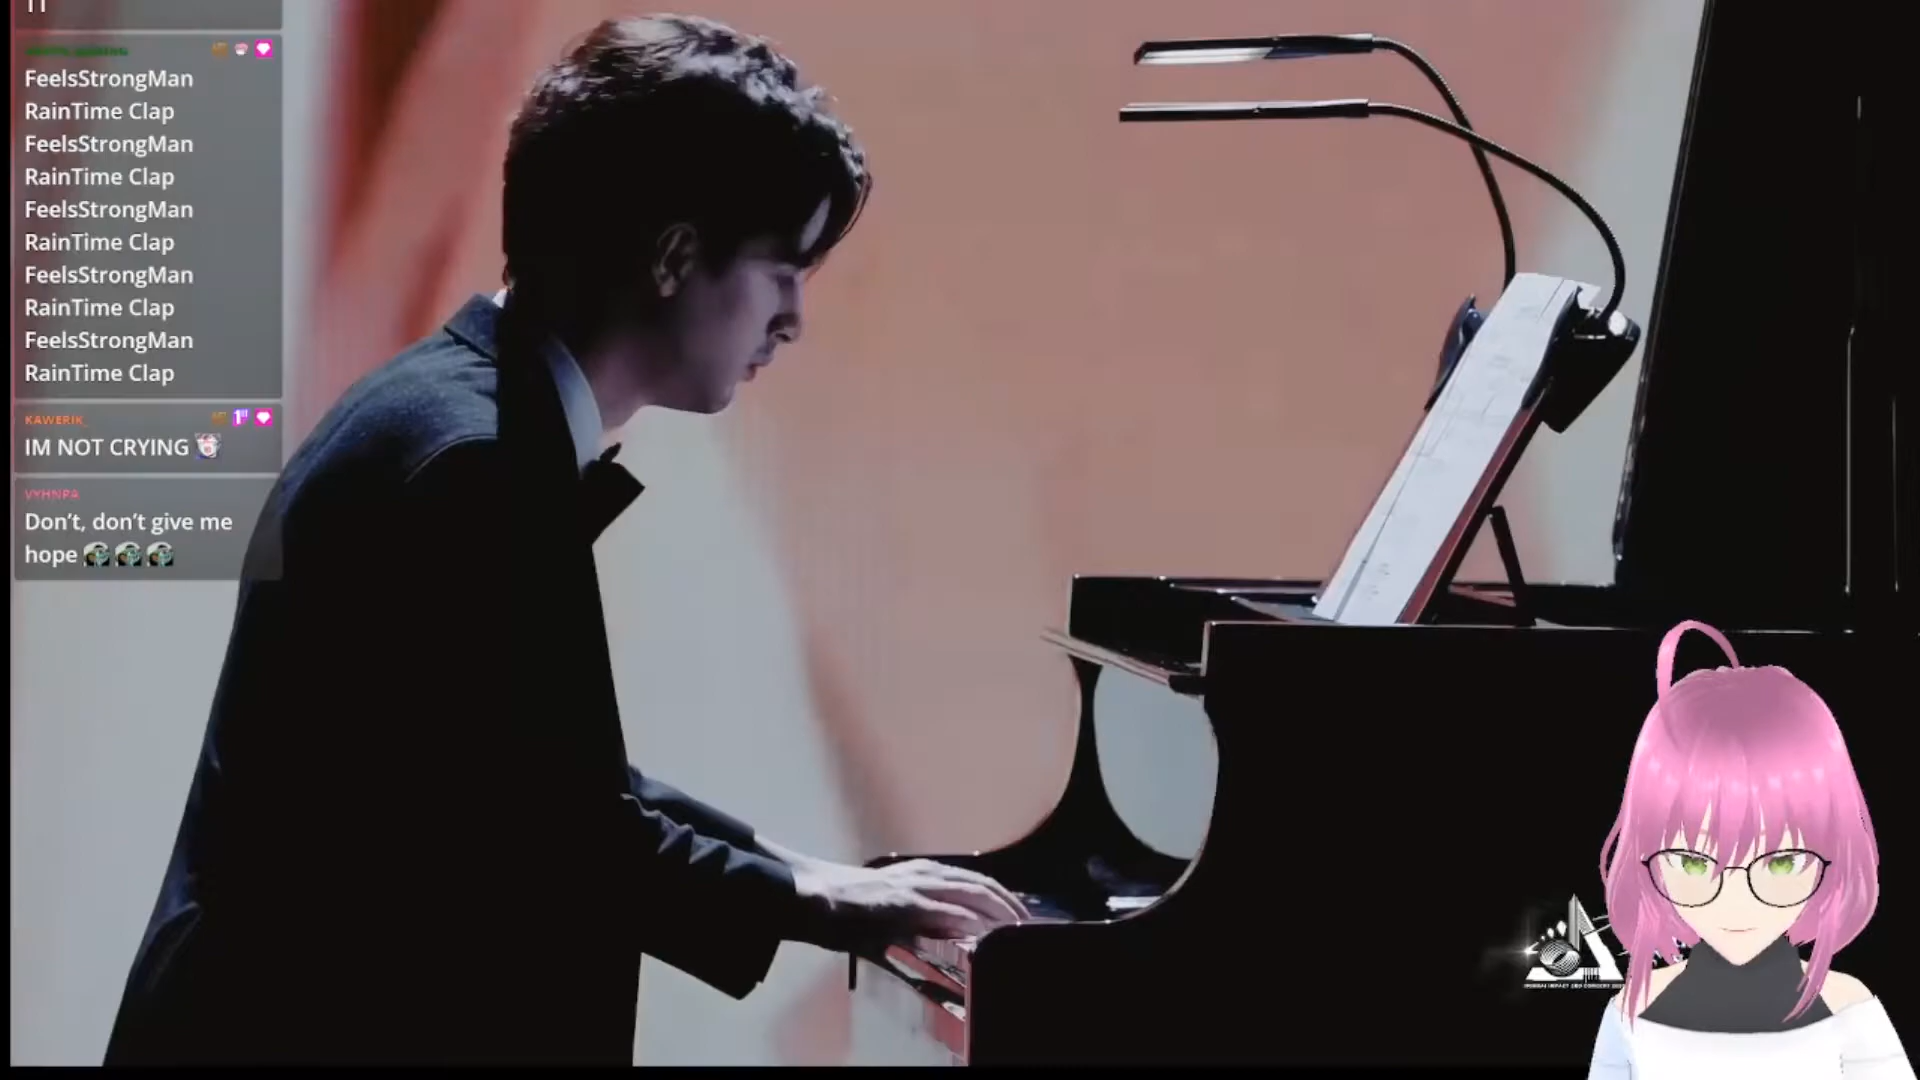 TT
FeelsStrongMan
RainTime Clap
FeelsStrongMan
RainTime Clap
FeelsStrongMan
RainTime Clap
FeelsStrongMan
RainTime Clap
FeelsStrongMan
RainTime Clap
KAWERIK_
IM NOT CRYING
VYHNPA
Don’t, don’t give me
hope